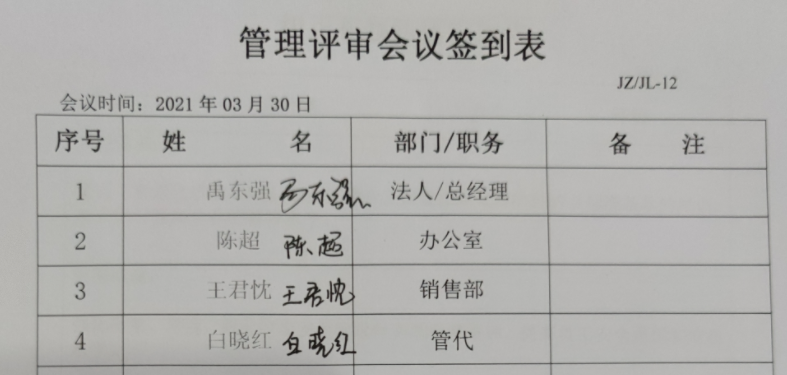 管理评审会议签到表
JZ/JL-12
会议时间：2021 年 03 月 30 日
序号 姓 名 部门/职务 备 注
1 禹东强 禹东强 法人/总经理
2 陈超 陈超 办公室
3 王君忱 王君忱 销售部
4 白晓红 白晓红 管代